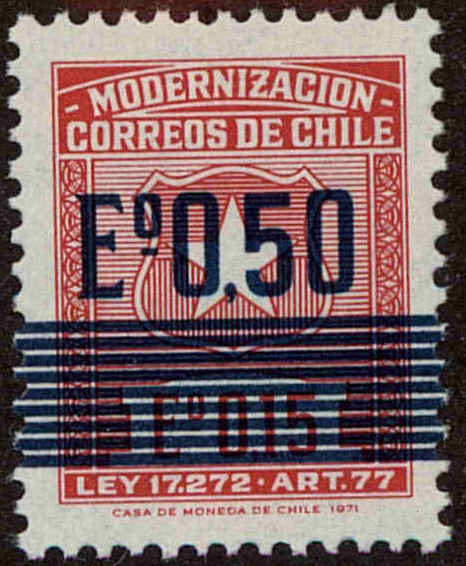 - MODERNIZACION -
CORREOS DE CHILE
Eº0,50
Eº0.15
LEY 17.272 · ART. 77
CASA DE MONEDA DE CHILE 1971